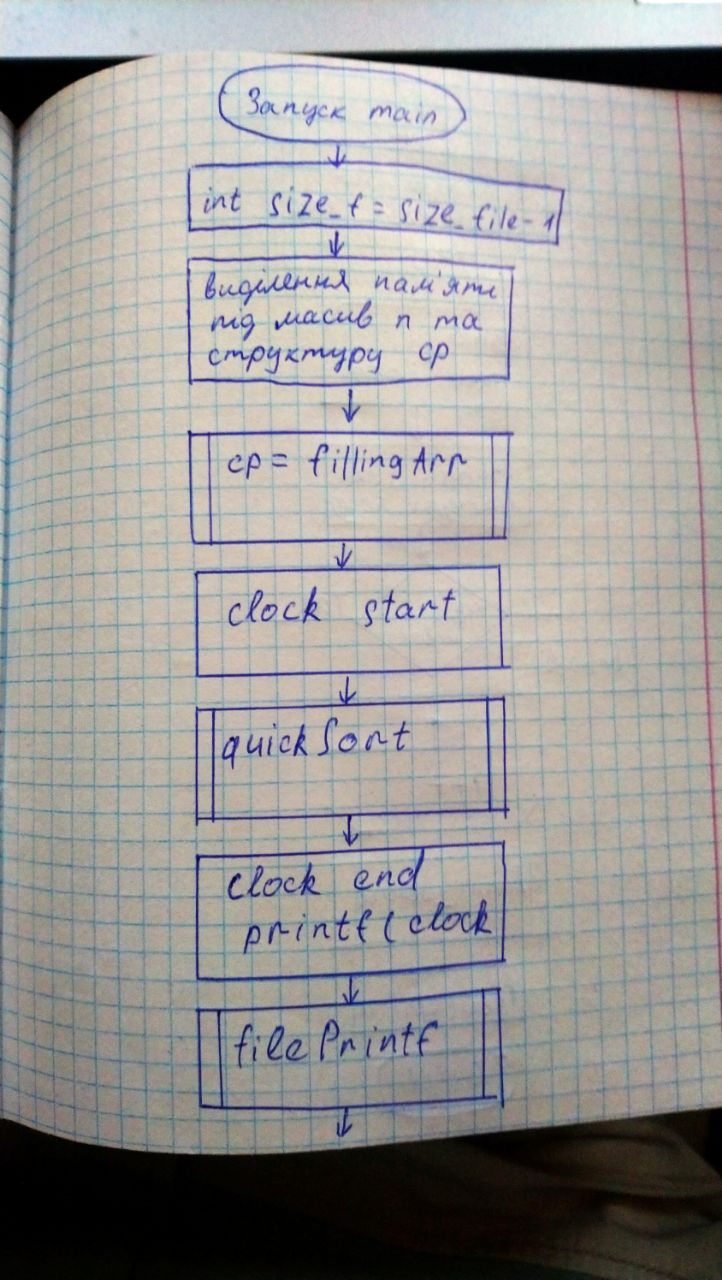 Запуск main
int size_f = size_file-1
виділення пам'яті
під масив n та
структуру cp
cp = fillingArr
clock start
quickSort
clock end
printf(clock
filePrintf